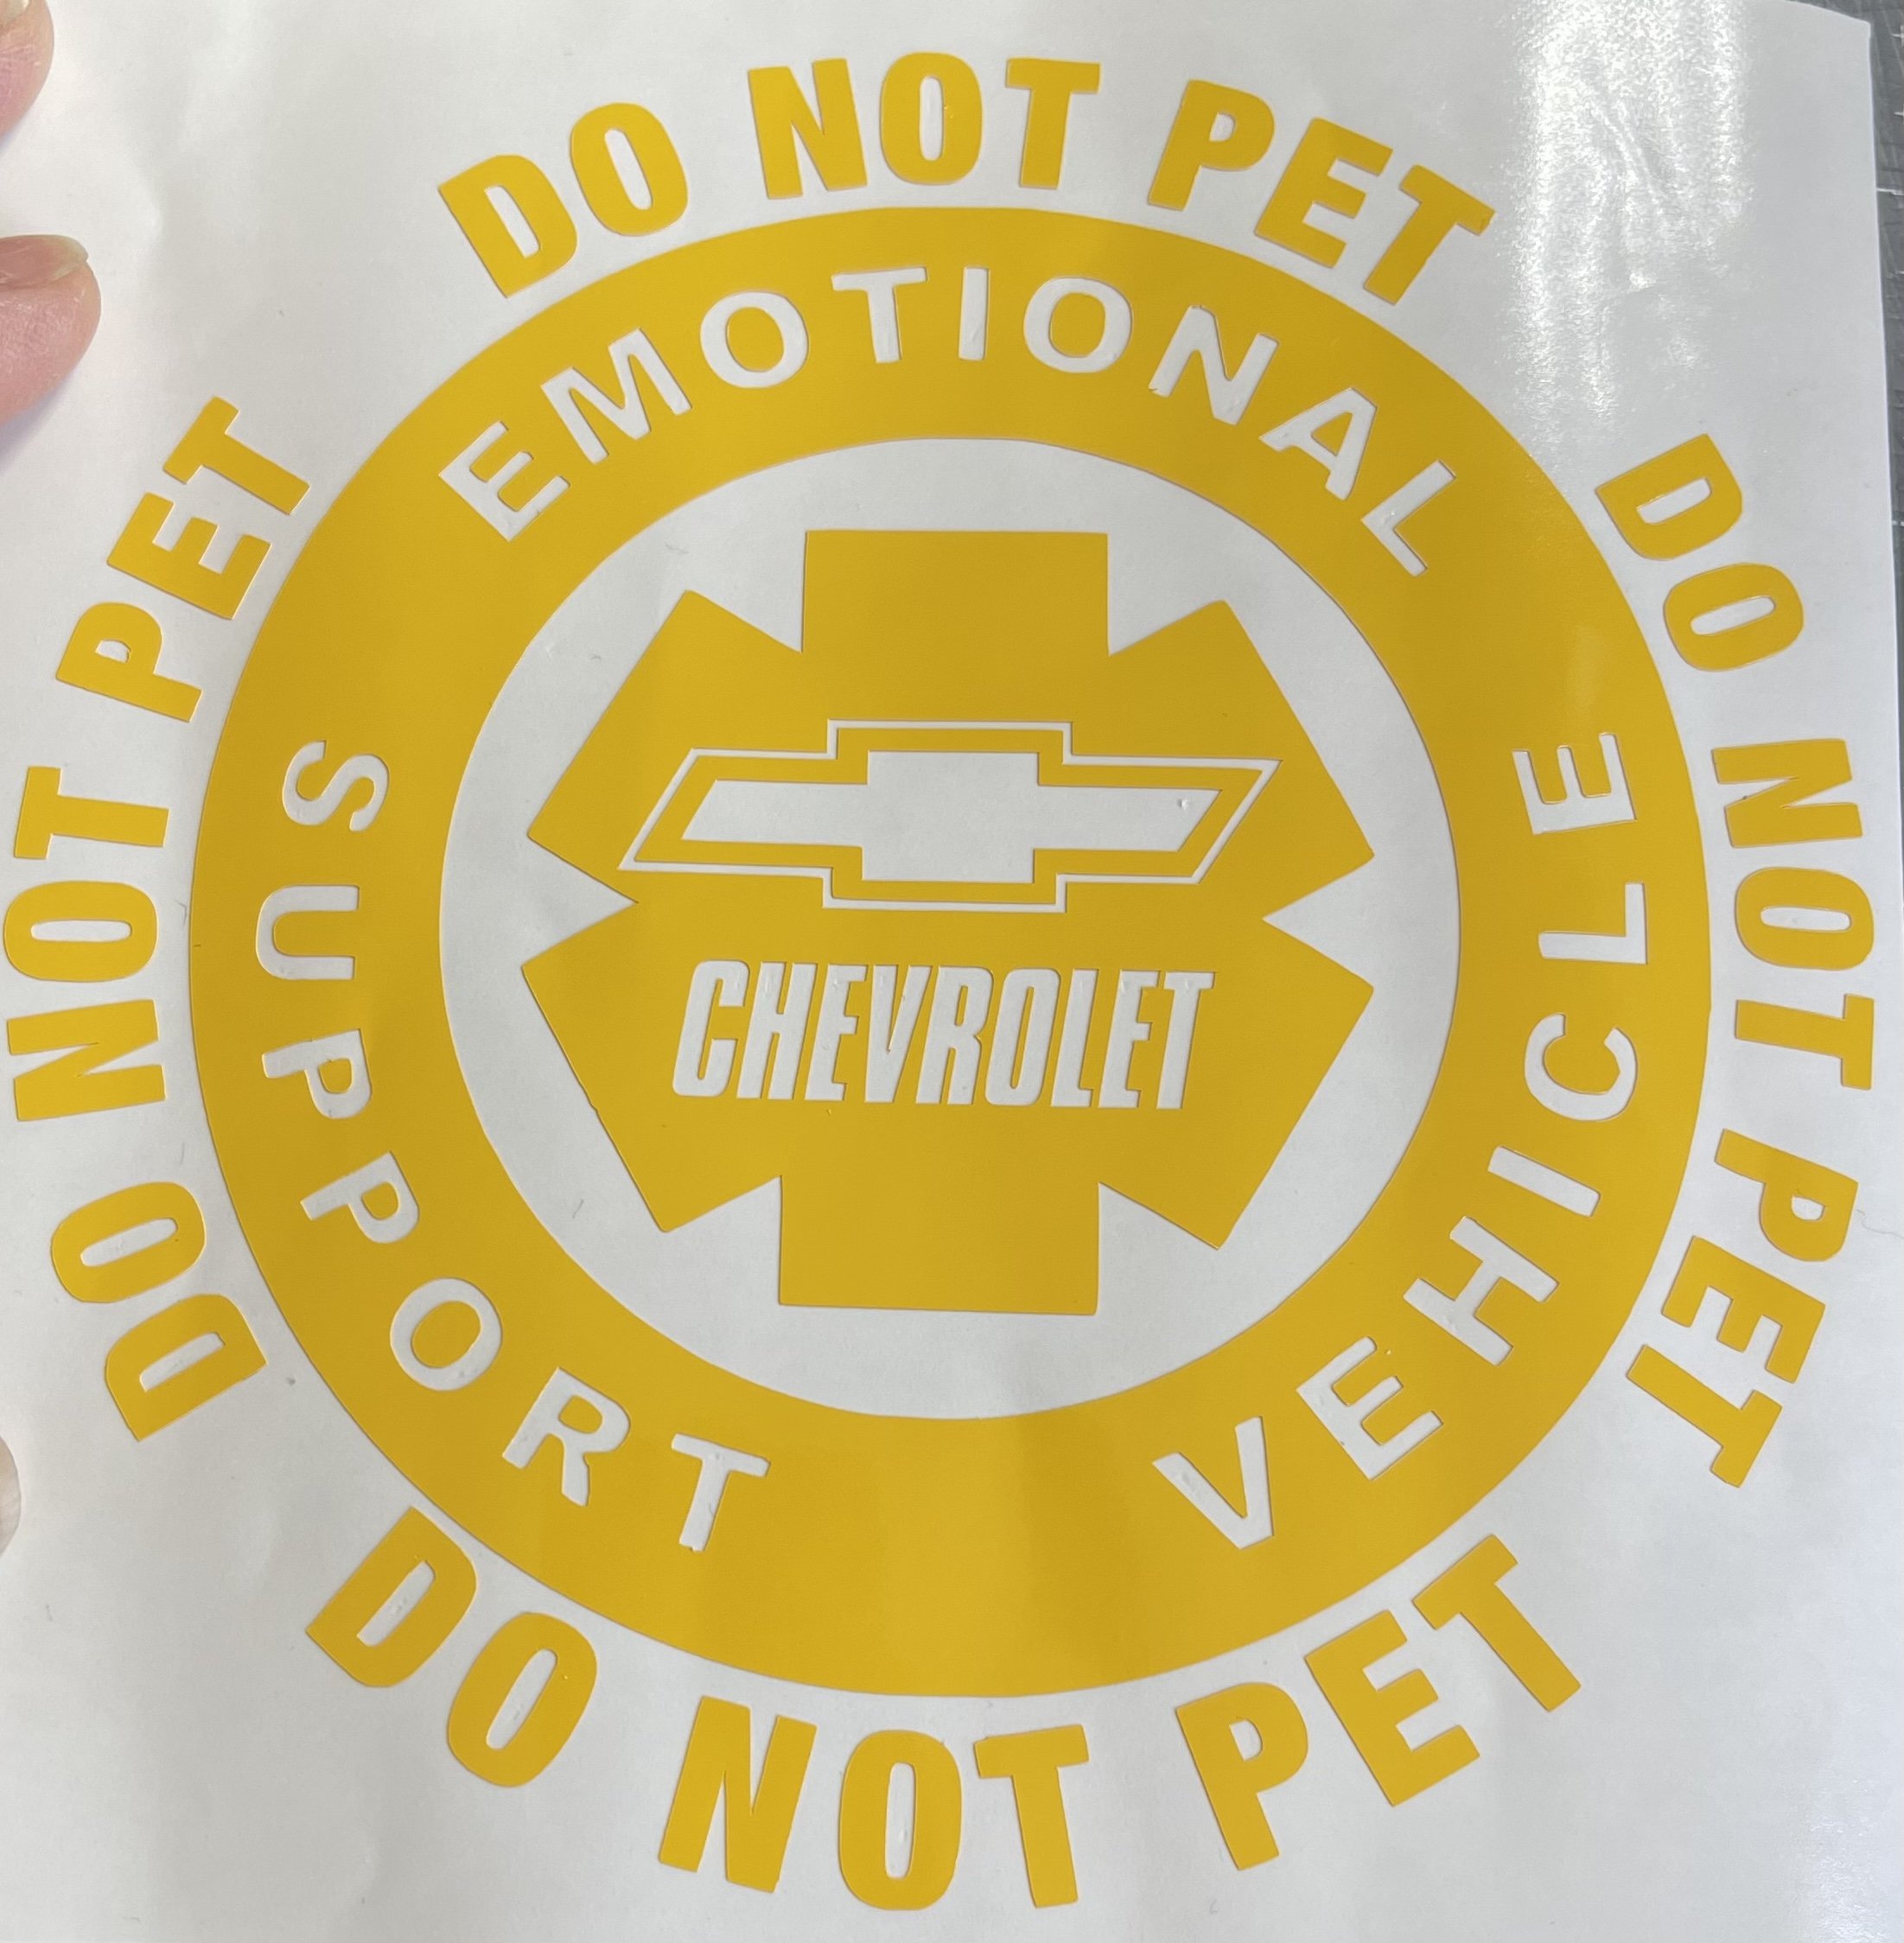 DO NOT PET
DO NOT PET
DO NOT PET
DO NOT PET
EMOTIONAL
SUPPORT
VEHICLE
CHEVROLET